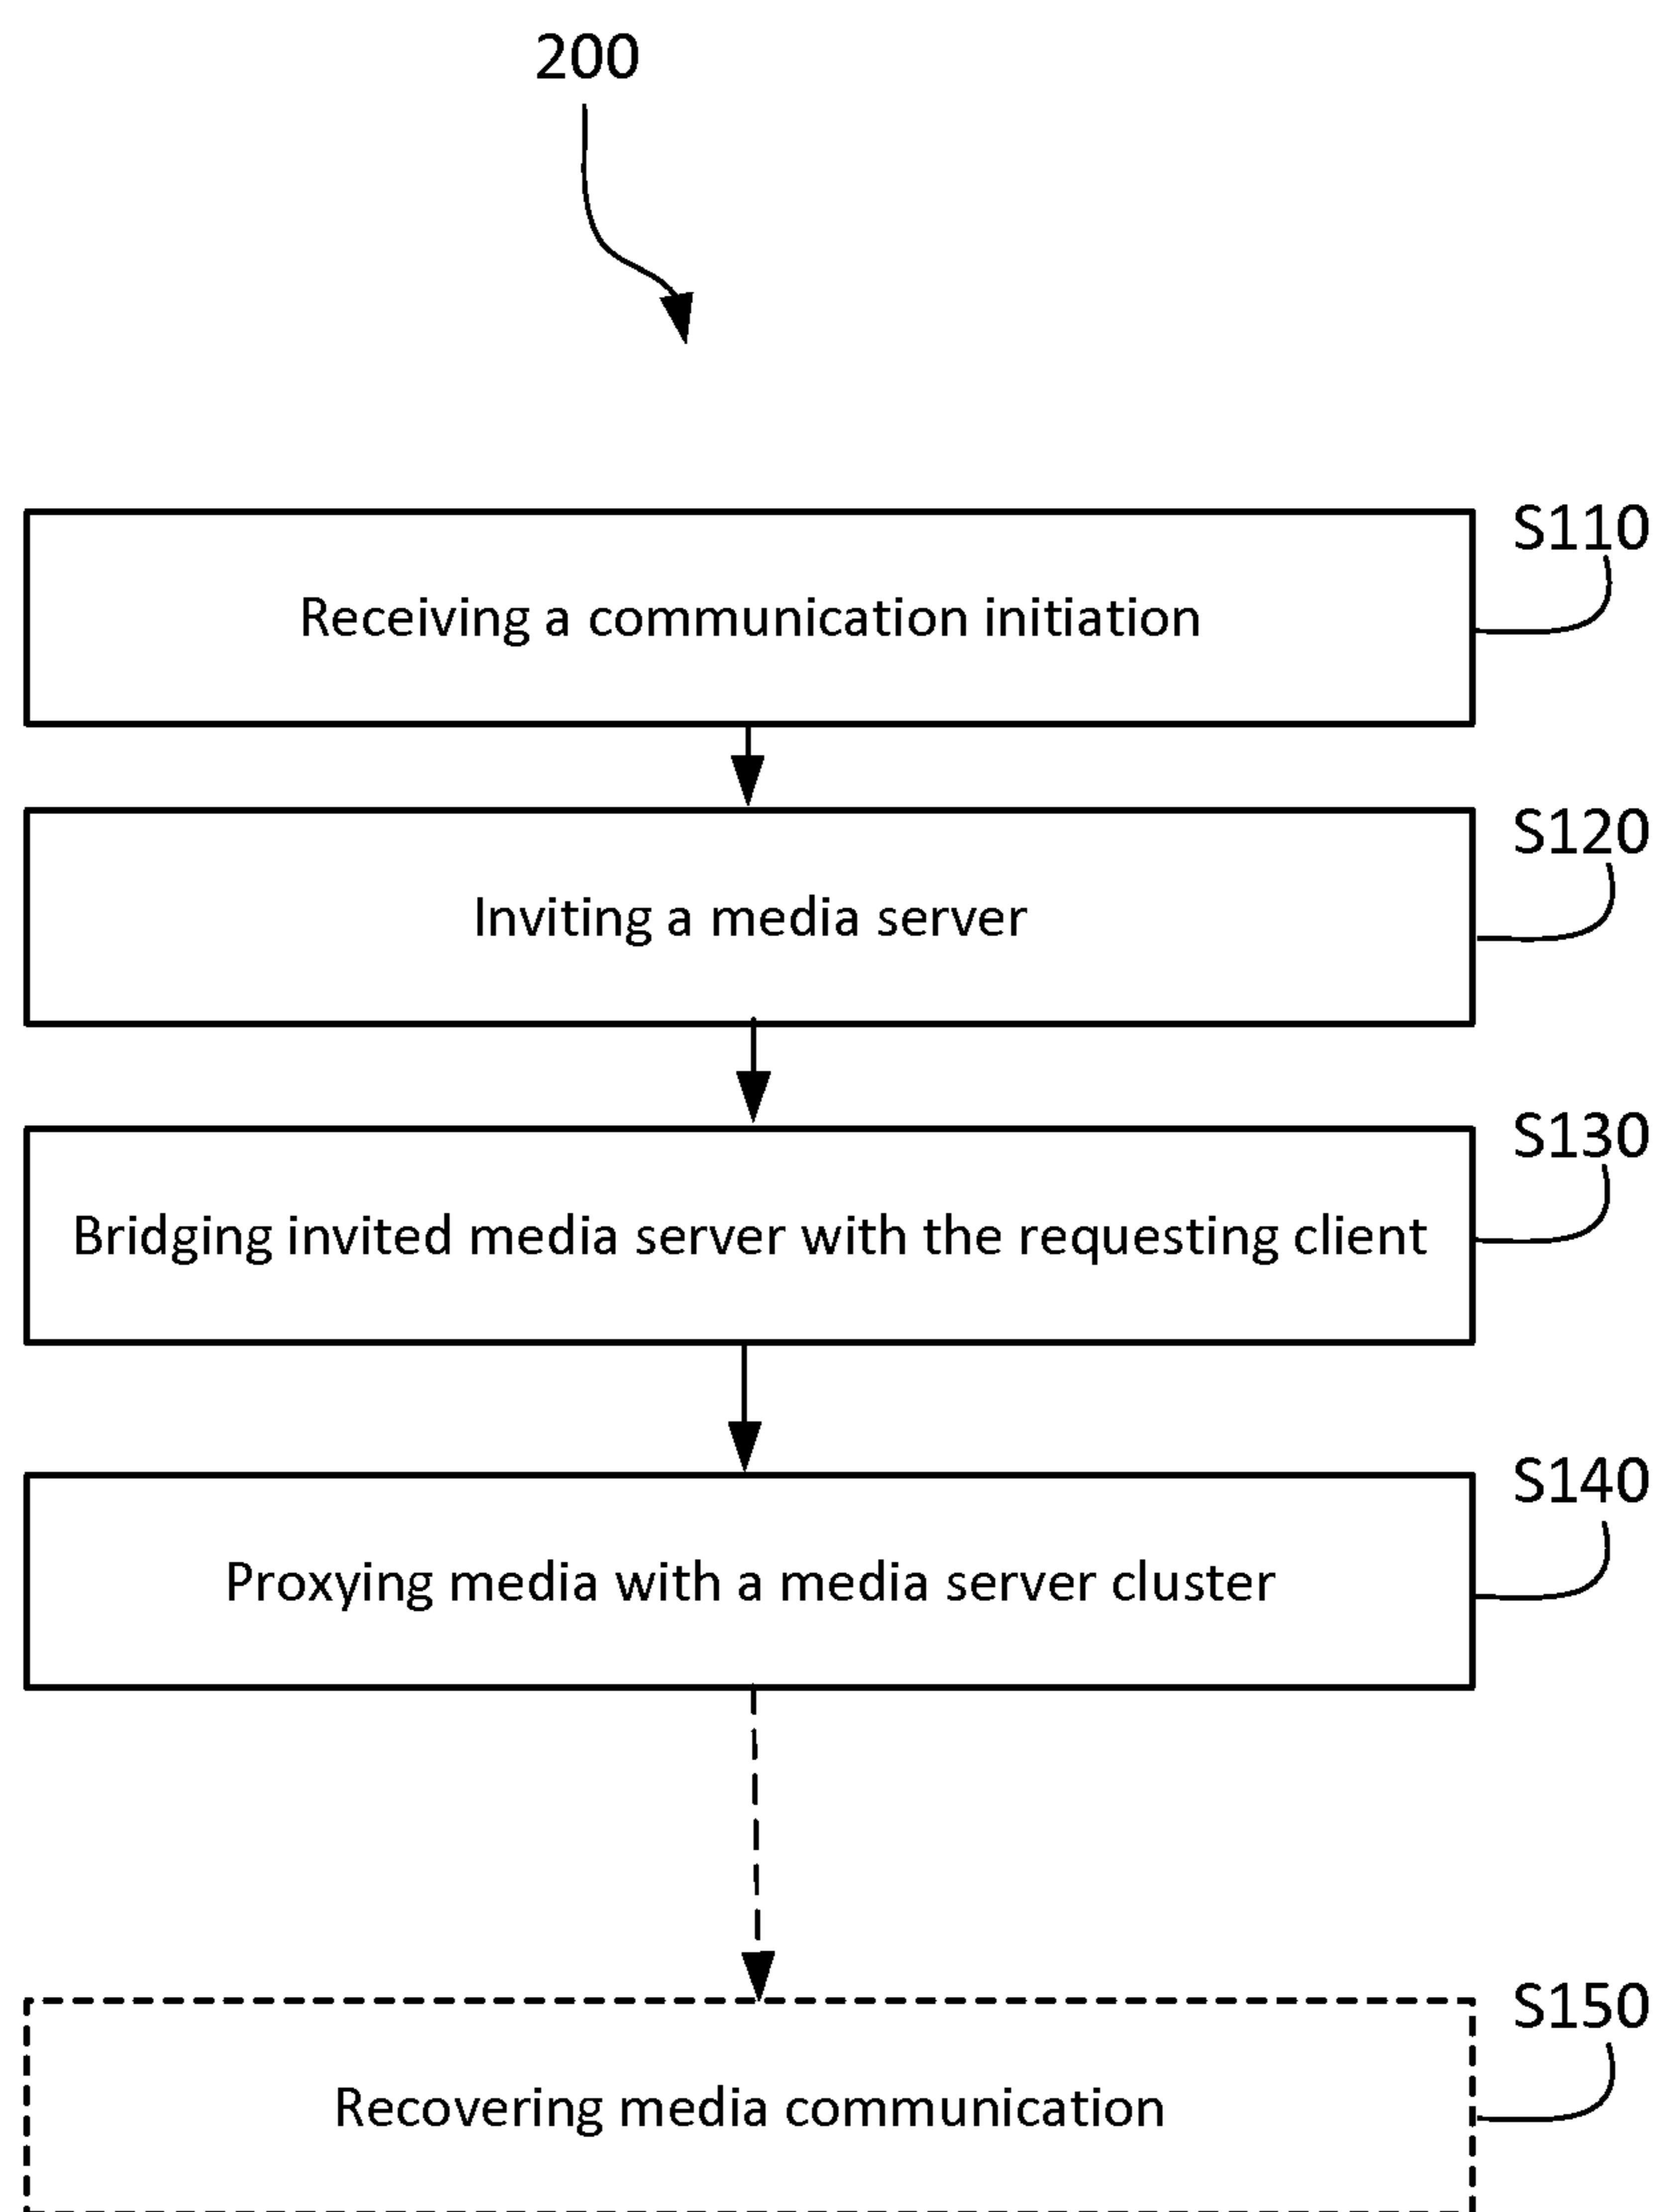 200
S110
Receiving a communication initiation
S120
Inviting a media server
S130
Bridging invited media server with the requesting client
S140
Proxying media with a media server cluster
S150
Recovering media communication